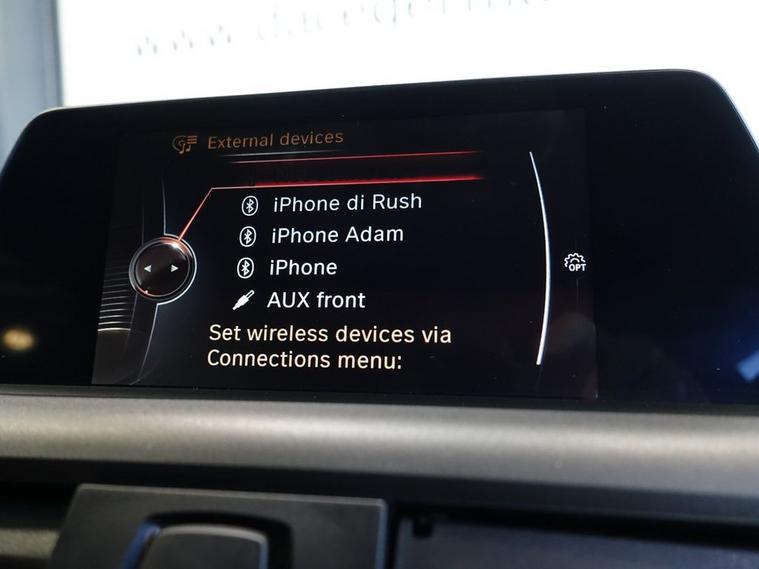 External devices
iPhone di Rush
iPhone Adam
iPhone
AUX front
OPT
Set wireless devices via
Connections menu: